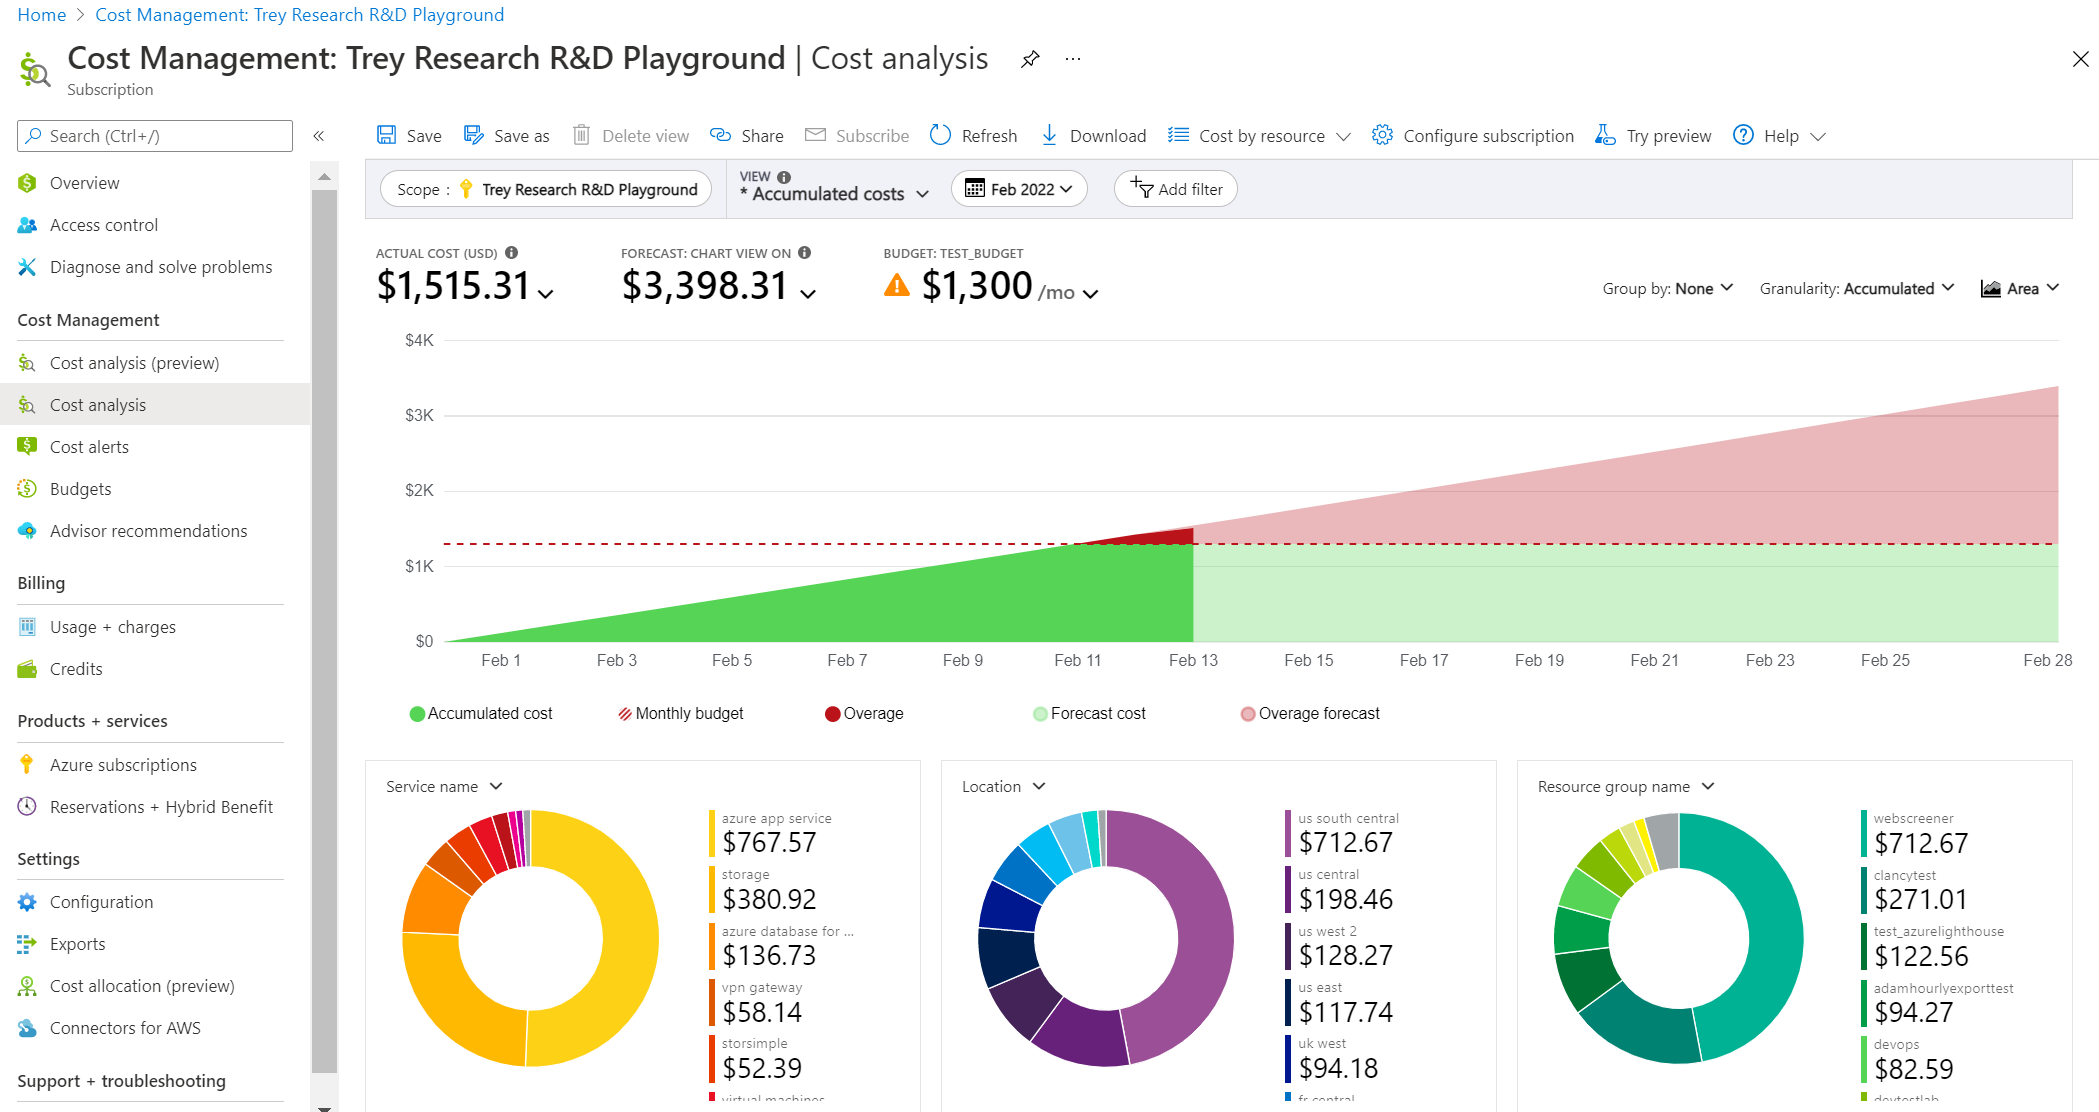 Home > Cost Management: Trey Research R&D Playground
Cost Management: Trey Research R&D Playground | Cost analysis
Subscription
Search (Ctrl+/)
Overview
Access control
Diagnose and solve problems
Cost Management
Cost analysis (preview)
Cost analysis
Cost alerts
Budgets
Advisor recommendations
Billing
Usage + charges
Credits
Products + services
Azure subscriptions
Reservations + Hybrid Benefit
Settings
Configuration
Exports
Cost allocation (preview)
Connectors for AWS
Support + troubleshooting
Save Save as Delete view Share Subscribe Refresh Download Cost by resource Configure subscription Try preview Help
Scope : Trey Research R&D Playground
VIEW
* Accumulated costs
Feb 2022
Add filter
ACTUAL COST (USD)
$1,515.31
FORECAST: CHART VIEW ON
$3,398.31
BUDGET: TEST_BUDGET
$1,300 /mo
Group by: None Granularity: Accumulated Area
$4K
$3K
$2K
$1K
$0
Feb 1 Feb 3 Feb 5 Feb 7 Feb 9 Feb 11 Feb 13 Feb 15 Feb 17 Feb 19 Feb 21 Feb 23 Feb 25 Feb 28
Accumulated cost Monthly budget Overage Forecast cost Overage forecast
Service name
azure app service
$767.57
storage
$380.92
azure database for ...
$136.73
vpn gateway
$58.14
storsimple
$52.39
virtual machines
Location
us south central
$712.67
us central
$198.46
us west 2
$128.27
us east
$117.74
uk west
$94.18
fr central
Resource group name
webscreener
$712.67
clancytest
$271.01
test_azurelighthouse
$122.56
adamhourlyexporttest
$94.27
devops
$82.59
devtestlab